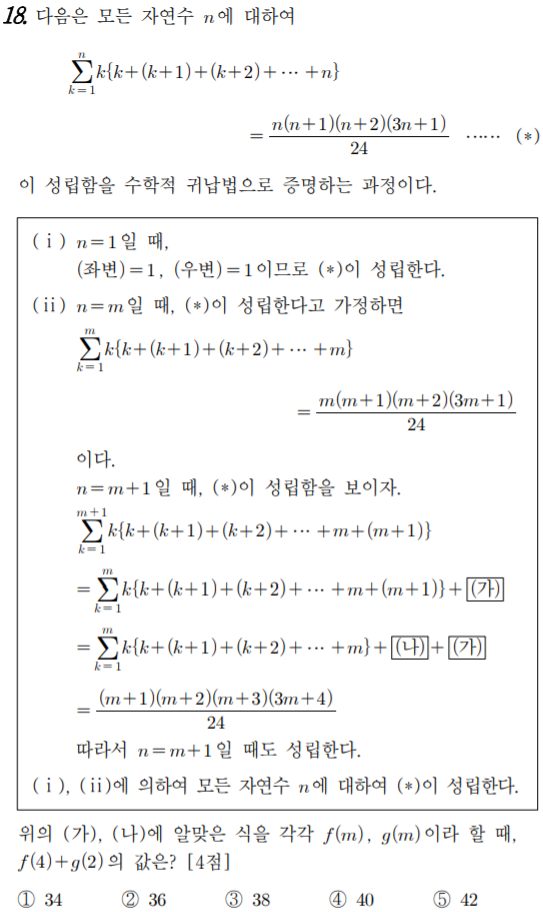 18. 다음은 모든 자연수 n에 대하여
$\sum_{k=1}^{n} k\{k+(k+1)+(k+2)+\cdots+n\}$
$=\frac{n(n+1)(n+2)(3n+1)}{24}$ ⋯⋯ (*)
이 성립함을 수학적 귀납법으로 증명하는 과정이다.
(ⅰ) n=1일 때,
(좌변)=1, (우변)=1이므로 (*)이 성립한다.
(ⅱ) n=m일 때, (*)이 성립한다고 가정하면
$\sum_{k=1}^{m} k\{k+(k+1)+(k+2)+\cdots+m\}$
$=\frac{m(m+1)(m+2)(3m+1)}{24}$
이다.
n=m+1일 때, (*)이 성립함을 보이자.
$\sum_{k=1}^{m+1} k\{k+(k+1)+(k+2)+\cdots+m+(m+1)\}$
$=\sum_{k=1}^{m} k\{k+(k+1)+(k+2)+\cdots+m+(m+1)\}+$ (가)
$=\sum_{k=1}^{m} k\{k+(k+1)+(k+2)+\cdots+m\}+$ (나) + (가)
$=\frac{(m+1)(m+2)(m+3)(3m+4)}{24}$
따라서 n=m+1일 때도 성립한다.
(ⅰ), (ⅱ)에 의하여 모든 자연수 n에 대하여 (*)이 성립한다.
위의 (가), (나)에 알맞은 식을 각각 f(m), g(m)이라 할 때,
f(4)+g(2)의 값은? [4점]
① 34 ② 36 ③ 38 ④ 40 ⑤ 42